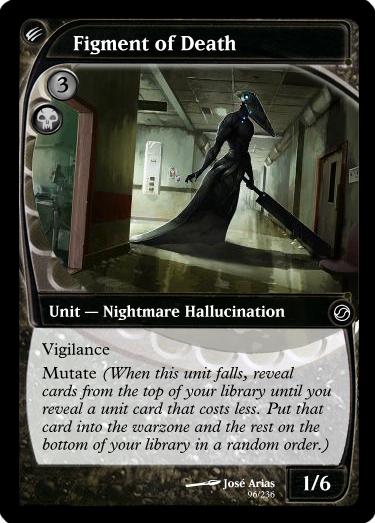 Figment of Death
3
Unit — Nightmare Hallucination
Vigilance
Mutate (When this unit falls, reveal
cards from the top of your library until you
reveal a unit card that costs less. Put that
card into the warzone and the rest on the
bottom of your library in a random order.)
José Arias
96/236
1/6